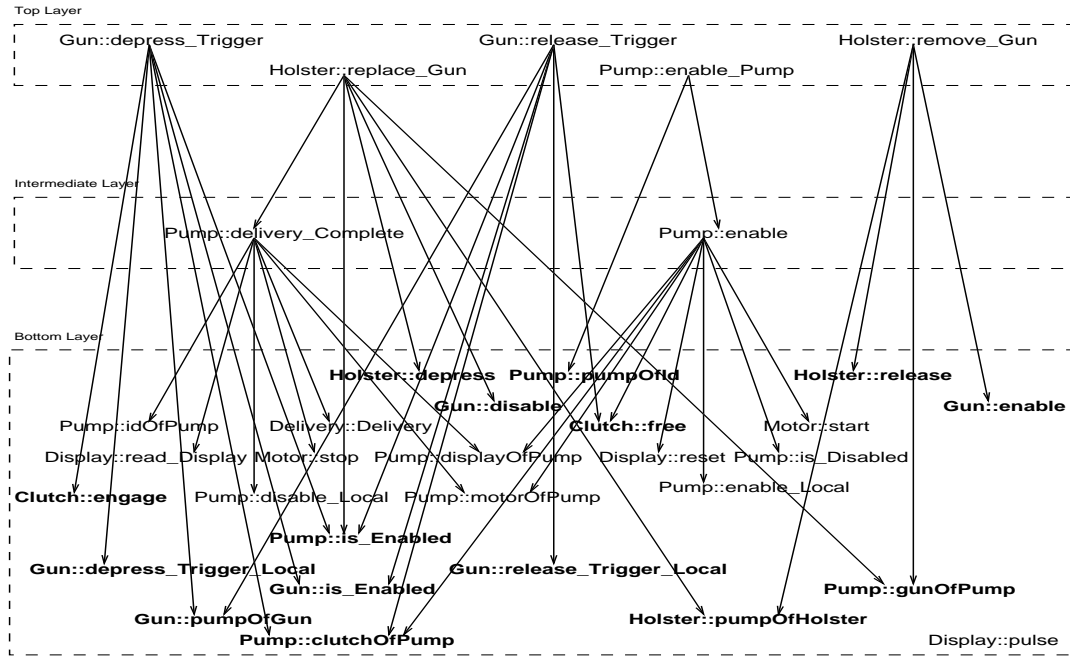 Top Layer
Gun::depress_Trigger Gun::release_Trigger Holster::remove_Gun
Holster::replace_Gun Pump::enable_Pump
Intermediate Layer
Pump::delivery_Complete Pump::enable
Bottom Layer
Holster::depress Pump::pumpOfId Holster::release
Gun::disable Gun::enable
Pump::idOfPump Delivery::Delivery Clutch::free Motor::start
Display::read_Display Motor::stop Pump::displayOfPump Display::reset Pump::is_Disabled
Pump::enable_Local
Clutch::engage Pump::disable_Local Pump::motorOfPump
Pump::is_Enabled
Gun::depress_Trigger_Local Gun::release_Trigger_Local
Gun::is_Enabled Pump::gunOfPump
Gun::pumpOfGun Holster::pumpOfHolster
Pump::clutchOfPump Display::pulse